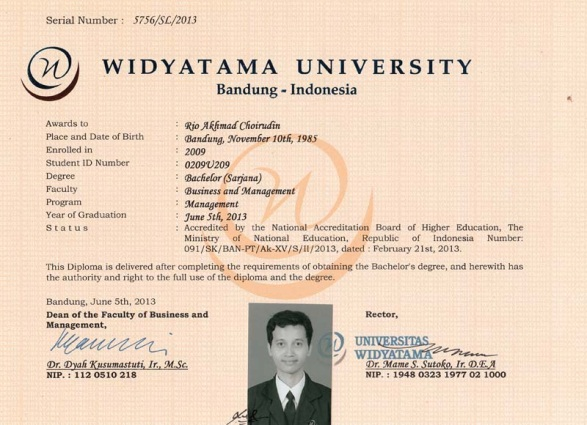 Serial Number : 5756/SL/2013
WIDYATAMA UNIVERSITY
Bandung - Indonesia
Awards to : Rio Akhmad Choirudin
Place and Date of Birth : Bandung, November 10th, 1985
Enrolled in : 2009
Student ID Number : 0209U209
Degree : Bachelor (Sarjana)
Faculty : Business and Management
Program : Management
Year of Graduation : June 5th, 2013
Status : Accredited by the National Accreditation Board of Higher Education, The
Ministry of National Education, Republic of Indonesia Number:
091/SK/BAN-PT/Ak-XV/S/II/2013, dated : February 21st, 2013.
This Diploma is delivered after completing the requirements of obtaining the Bachelor's degree, and herewith has
the authority and right to the full use of the diploma and the degree.
Bandung, June 5th, 2013
Dean of the Faculty of Business and
Management,
Dr. Dyah Kusumastuti, Ir., M.Sc.
NIP. : 112 0510 218
Rector,
UNIVERSITAS
WIDYATAMA
Dr. Mame S. Sutoko, Ir. D.E.A
NIP. : 1948 0323 1977 02 1000